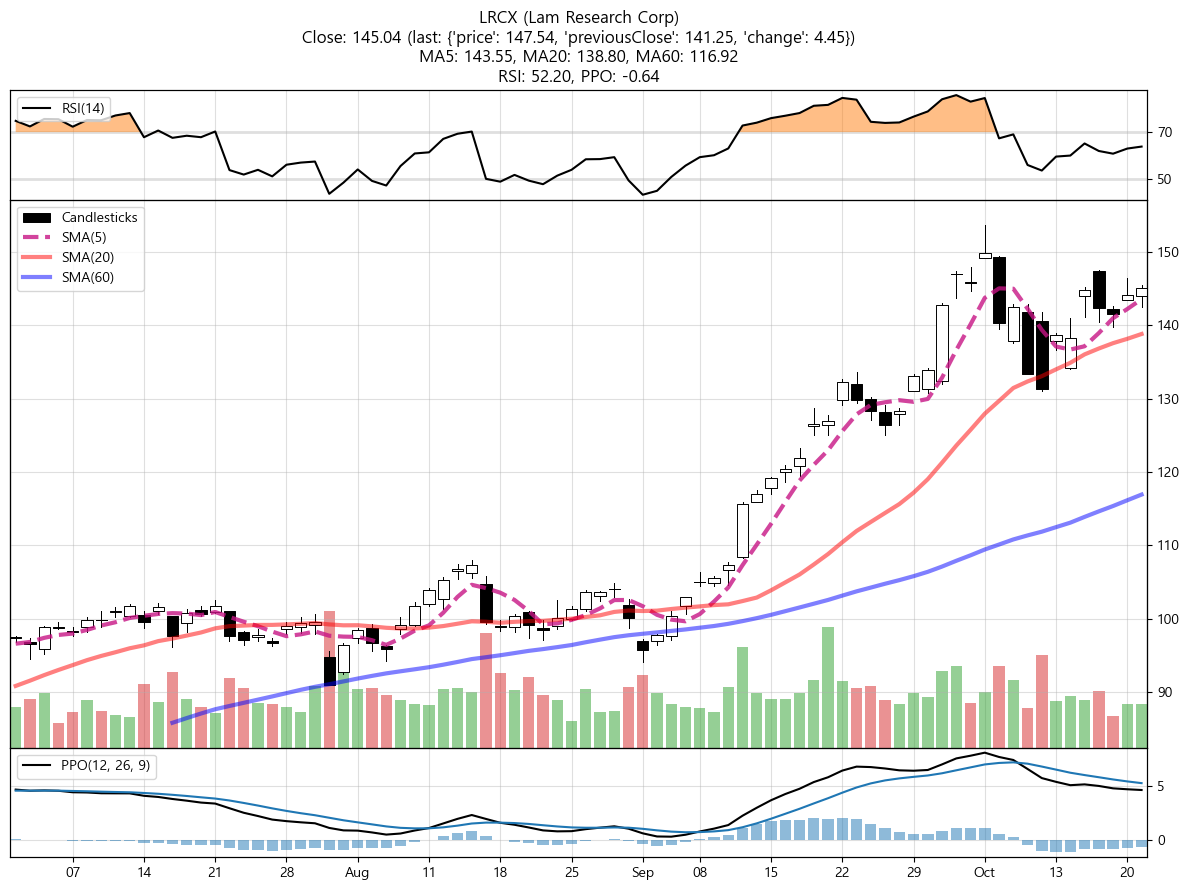 LRCX (Lam Research Corp)
Close: 145.04 (last: {'price': 147.54, 'previousClose': 141.25, 'change': 4.45})
MA5: 143.55, MA20: 138.80, MA60: 116.92
RSI: 52.20, PPO: -0.64
RSI(14)
70
50
Candlesticks
SMA(5)
SMA(20)
SMA(60)
150
140
130
120
110
100
90
PPO(12, 26, 9)
5
0
07 14 21 28 Aug 11 18 25 Sep 08 15 22 29 Oct 13 20